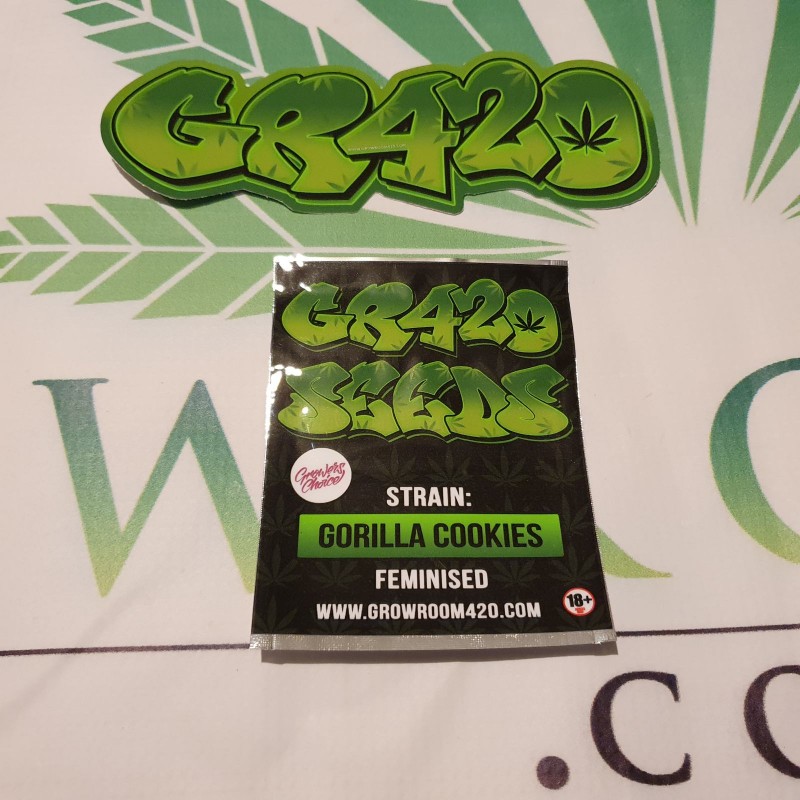 GR420
GR420
SEEDS
Growers
Choice
STRAIN:
GORILLA COOKIES
FEMINISED
WWW.GROWROOM420.COM
18+
W
.CO